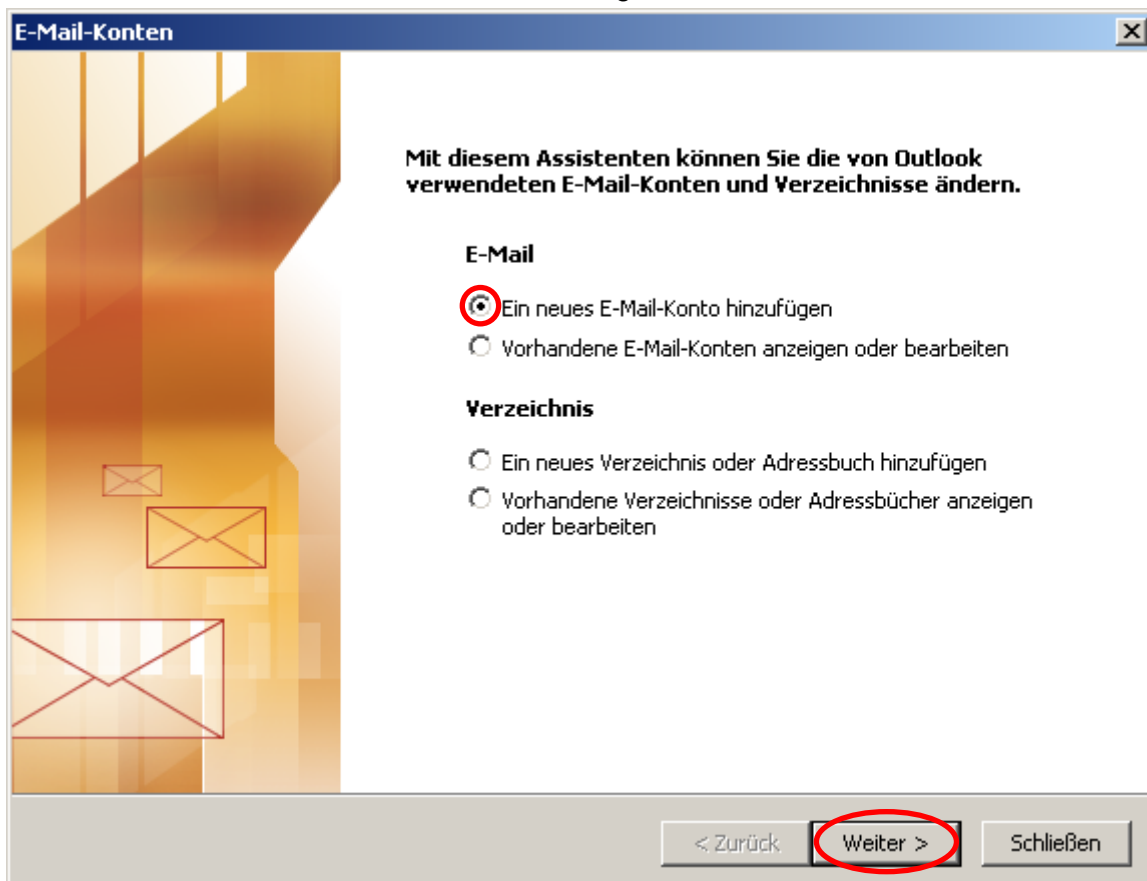 E-Mail-Konten
Mit diesem Assistenten können Sie die von Outlook
verwendeten E-Mail-Konten und Verzeichnisse ändern.
E-Mail
Ein neues E-Mail-Konto hinzufügen
Vorhandene E-Mail-Konten anzeigen oder bearbeiten
Verzeichnis
Ein neues Verzeichnis oder Adressbuch hinzufügen
Vorhandene Verzeichnisse oder Adressbücher anzeigen
oder bearbeiten
< Zurück Weiter > Schließen